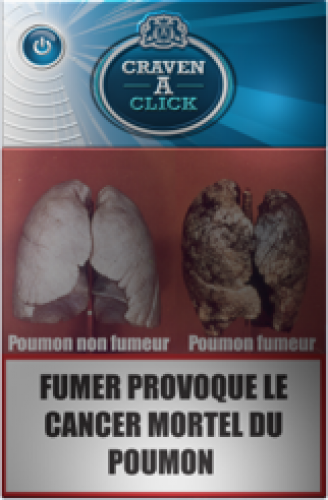 CRAVEN
A
CLICK
Poumon non fumeur Poumon fumeur
FUMER PROVOQUE LE
CANCER MORTEL DU
POUMON